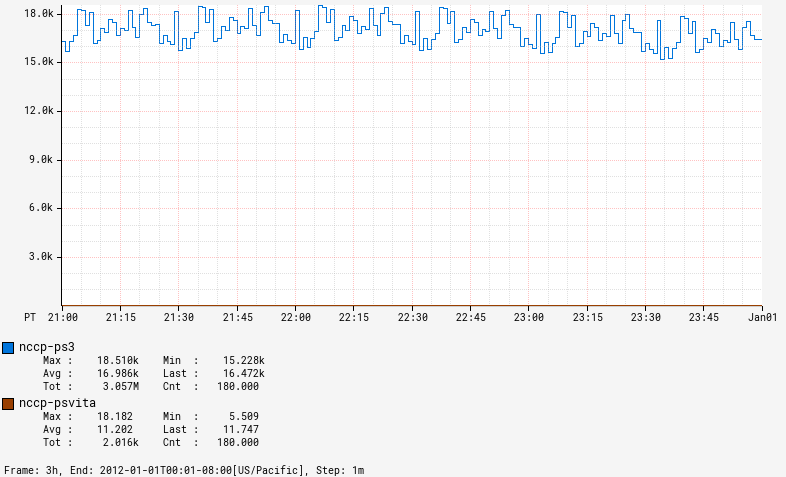 18.0k
15.0k
12.0k
9.0k
6.0k
3.0k
PT 21:00 21:15 21:30 21:45 22:00 22:15 22:30 22:45 23:00 23:15 23:30 23:45 Jan01
nccp-ps3
Max : 18.510k Min : 15.228k
Avg : 16.986k Last : 16.472k
Tot : 3.057M Cnt : 180.000
nccp-psvita
Max : 18.182 Min : 5.509
Avg : 11.202 Last : 11.747
Tot : 2.016k Cnt : 180.000
Frame: 3h, End: 2012-01-01T00:01-08:00[US/Pacific], Step: 1m